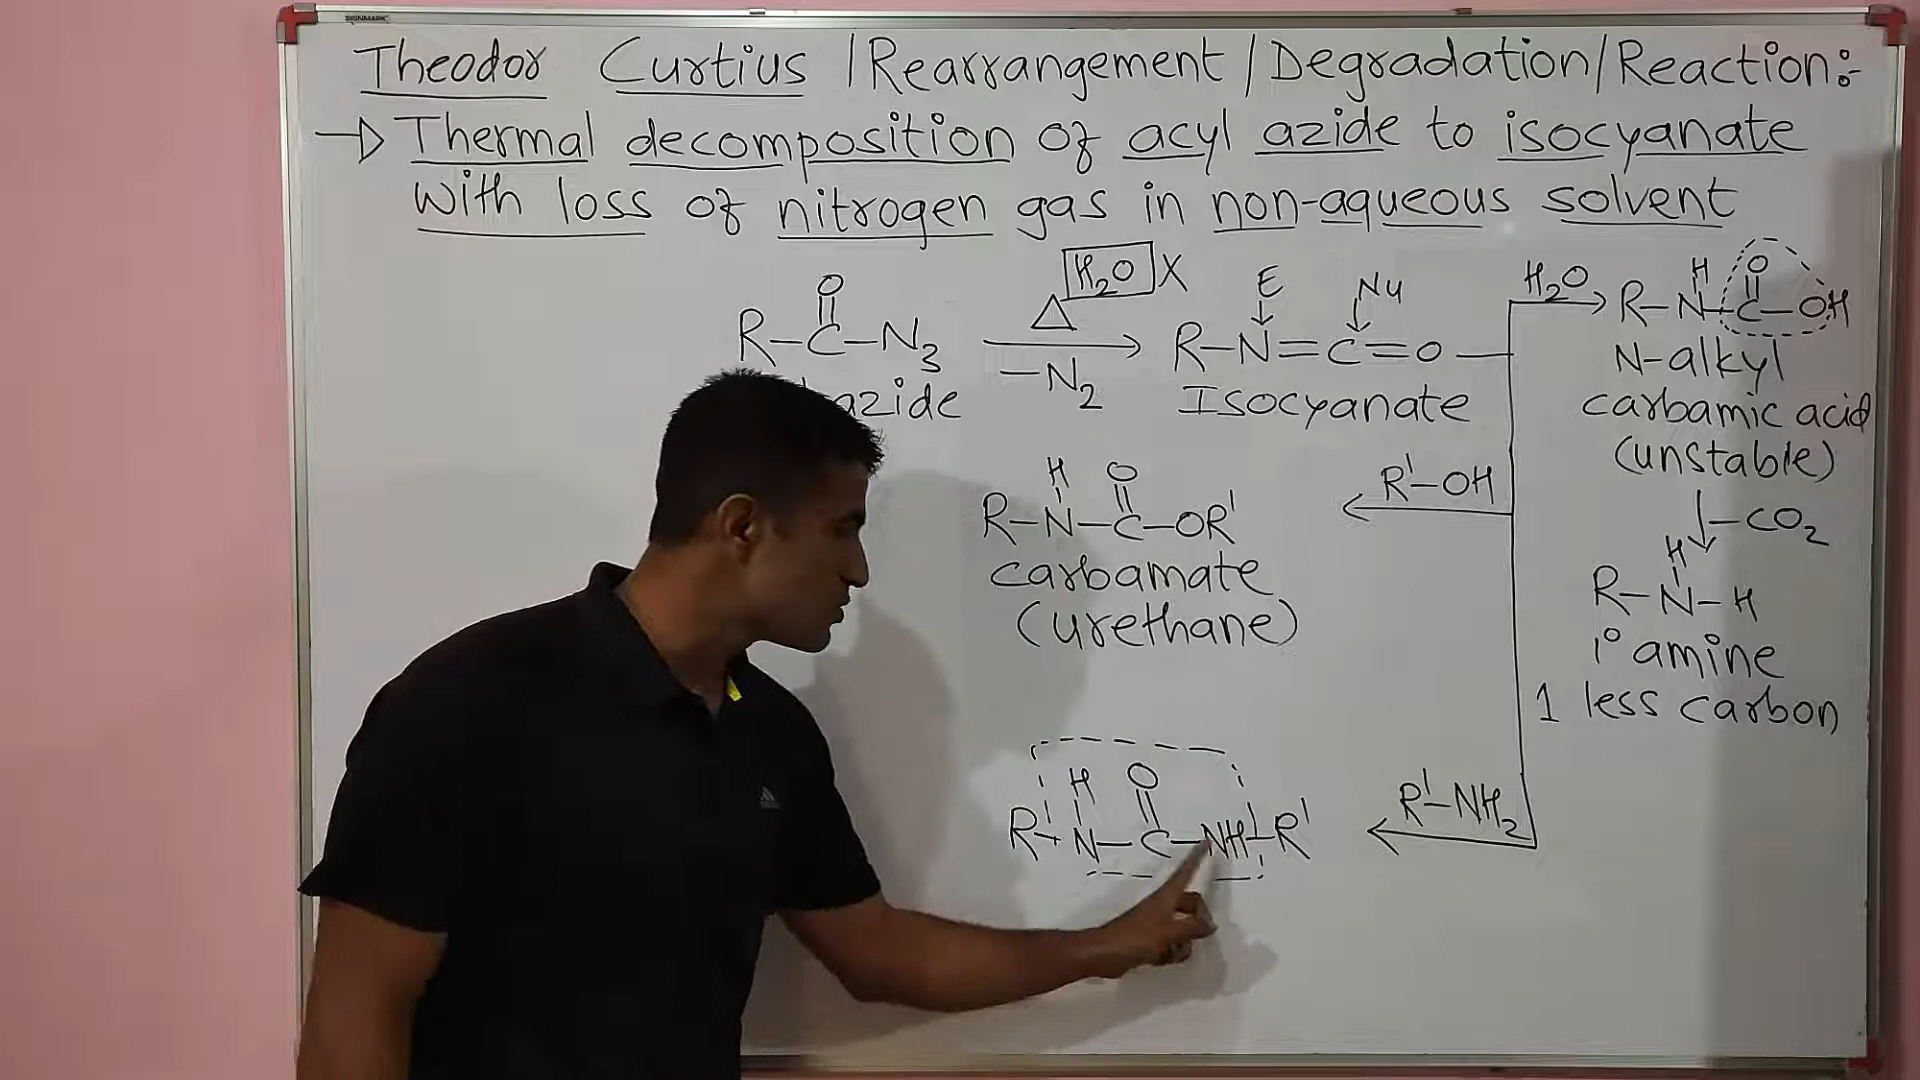 SIGNMARK
Theodor Curtius / Rearrangement / Degradation / Reaction:-
→ Thermal decomposition of acyl azide to isocyanate
with loss of nitrogen gas in non-aqueous solvent
H₂O X
Δ
-N₂
O
R-C-N₃
azide
E
Nu
R-N=C=O
Isocyanate
H₂O
H O
R-N-C-OH
N-alkyl
carbamic acid
(unstable)
-CO₂
H
R-N-H
1° amine
1 less carbon
R'-OH
H O
R-N-C-OR'
carbamate
(urethane)
R'-NH₂
H O
R-N-C-NH-R'